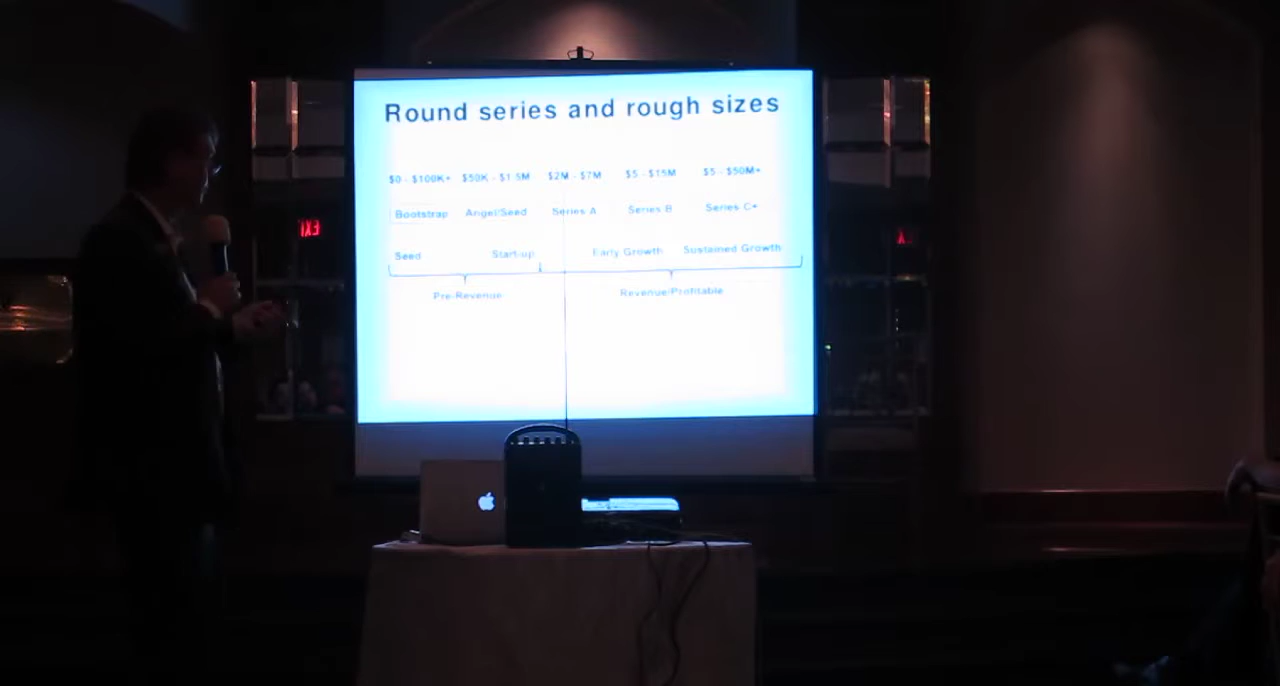 Round series and rough sizes
$0 - $100K+ $50K - $1.5M $2M - $7M $5 - $15M $5 - $50M+
Bootstrap Angel/Seed Series A Series B Series C+
Seed Start-up Early Growth Sustained Growth
Pre-Revenue Revenue/Profitable
EXIT